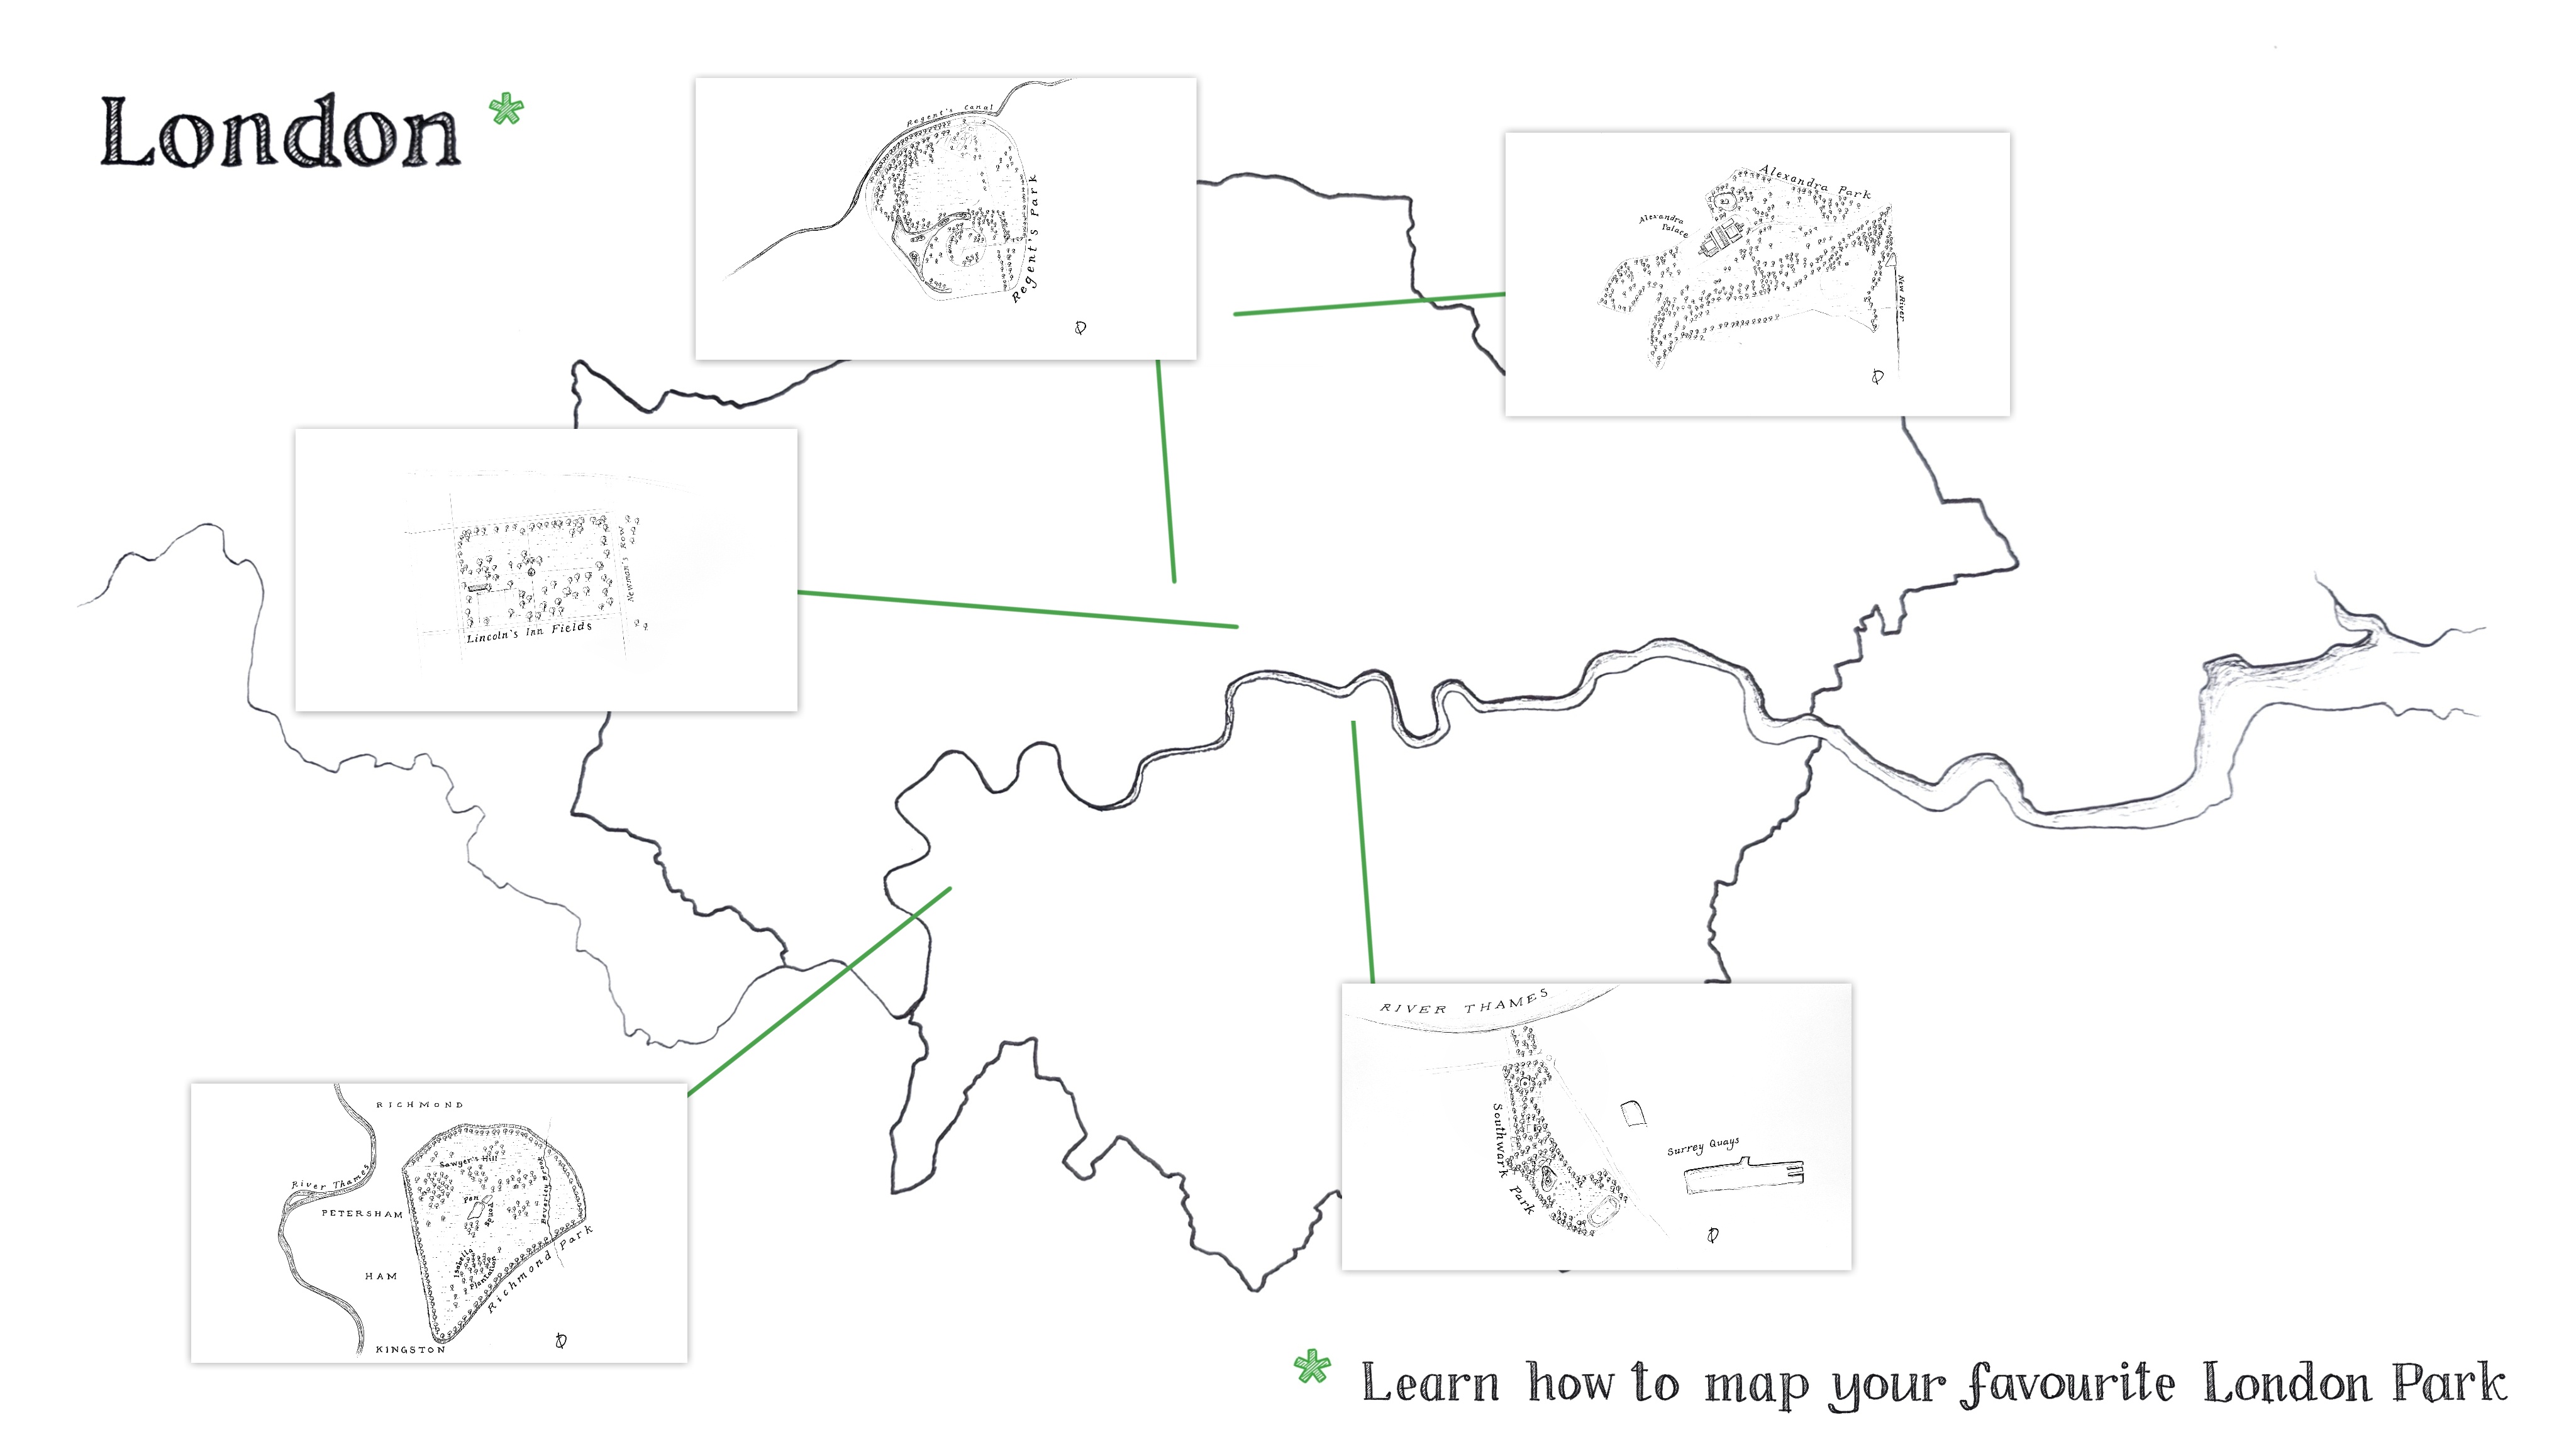 London *
Regent's Canal
Regent's Park
Alexandra Park
Alexandra
Palace
New River
Newman's Row
Lincoln's Inn Fields
RIVER THAMES
Southwark Park
Surrey Quays
RICHMOND
Sawyer's Hill
River Thames
Pen
Ponds
Beverley Brook
PETERSHAM
Isabella
Plantation
HAM
Richmond Park
KINGSTON
* Learn how to map your favourite London Park